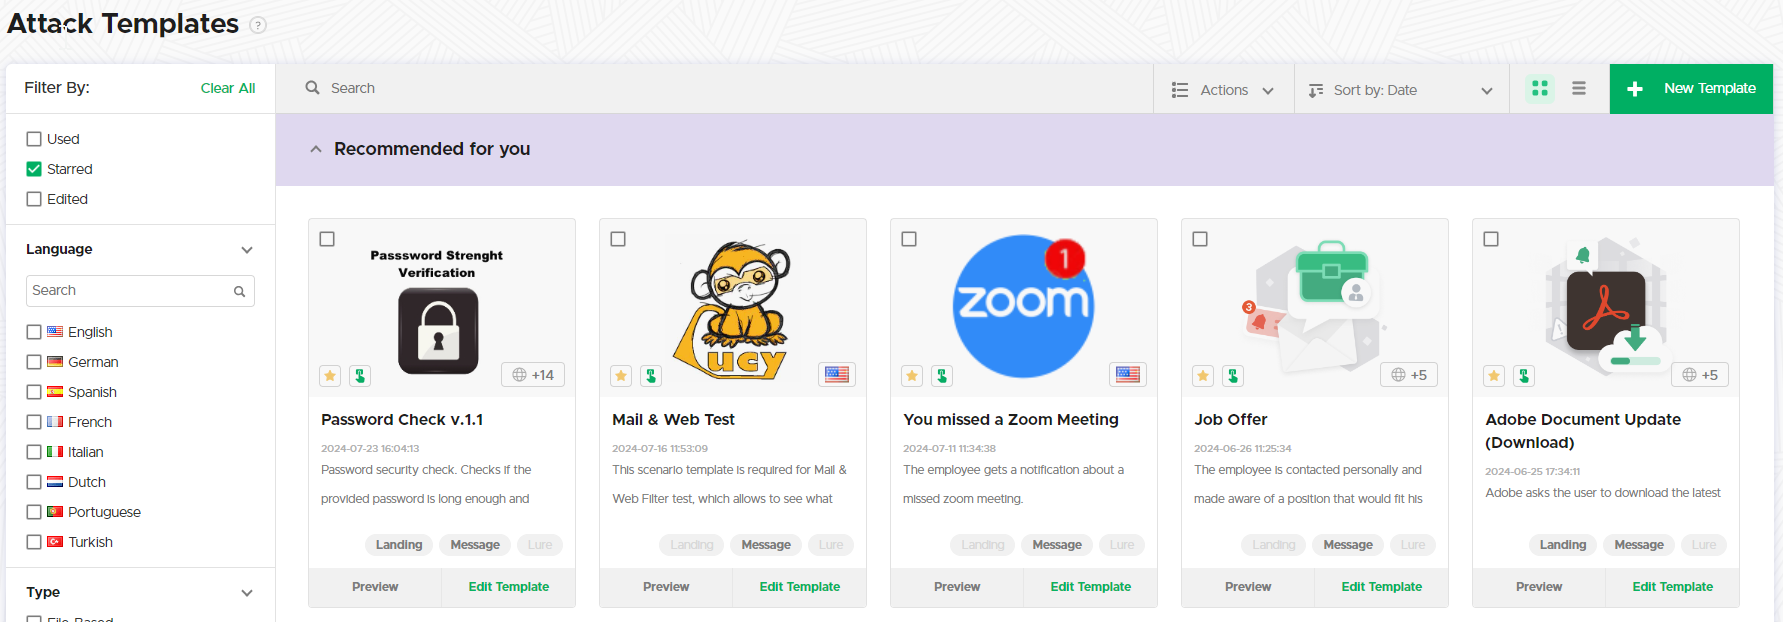 Attack Templates ?
Filter By:
Clear All
Search
Actions
Sort by: Date
New Template
Used
Starred
Edited
Language
Search
English
German
Spanish
French
Italian
Dutch
Portuguese
Turkish
Type
File-Based
Recommended for you
Passsword Strenght
Verification
+14
Password Check v.1.1
2024-07-23 16:04:13
Password security check. Checks if the
provided password is long enough and
Landing Message Lure
Preview Edit Template
Lucy
Mail & Web Test
2024-07-16 11:53:09
This scenario template is required for Mail &
Web Filter test, which allows to see what
Landing Message Lure
Preview Edit Template
1
zoom
You missed a Zoom Meeting
2024-07-11 11:34:38
The employee gets a notification about a
missed zoom meeting.
Landing Message Lure
Preview Edit Template
3
+5
Job Offer
2024-06-26 11:25:34
The employee is contacted personally and
made aware of a position that would fit his
Landing Message Lure
Preview Edit Template
+5
Adobe Document Update
(Download)
2024-06-25 17:34:11
Adobe asks the user to download the latest
Landing Message Lure
Preview Edit Template